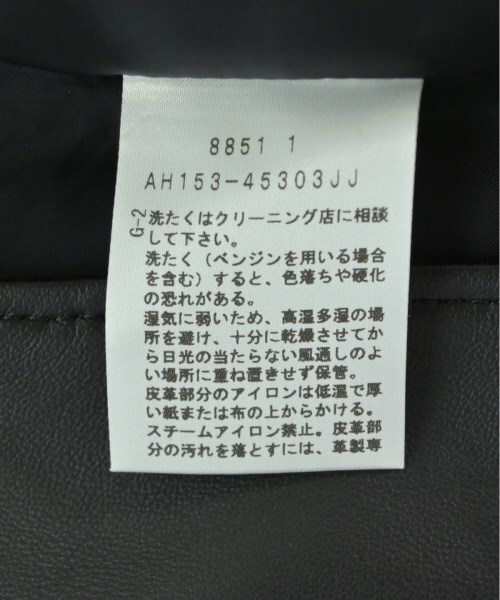 8851 1
AH153-45303JJ
G-2
洗たくはクリーニング店に相談
して下さい。
洗たく（ベンジンを用いる場合
を含む）すると、色落ちや硬化
の恐れがある。
湿気に弱いため、高温多湿の場
所を避け、十分に乾燥させてか
ら日光の当たらない風通しのよ
い場所に重ね置きせず保管。
皮革部分のアイロンは低温で厚
い紙または布の上からかける。
スチームアイロン禁止。皮革部
分の汚れを落とすには、革製専